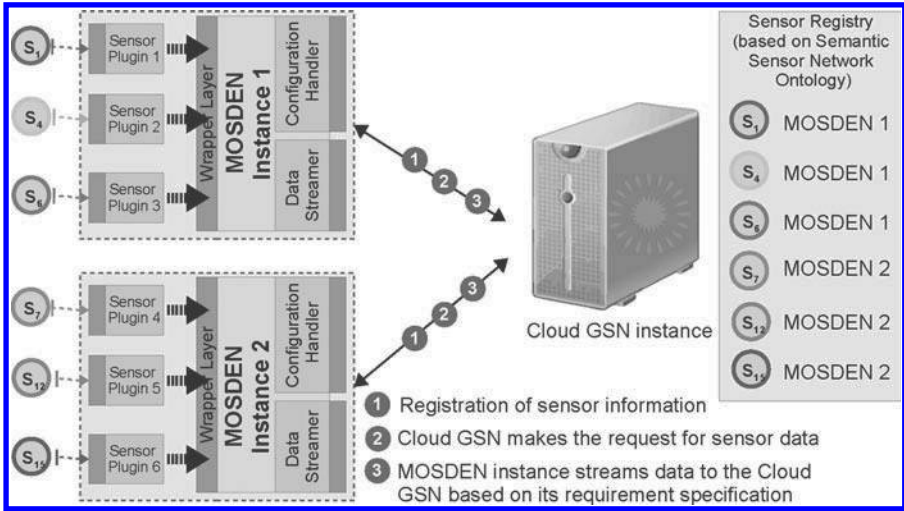 S1
Sensor
Plugin 1
S4
Sensor
Plugin 2
S6
Sensor
Plugin 3
Wrapper Layer
MOSDEN
Instance 1
Configuration
Handler
Data
Streamer
1
2
3
S7
Sensor
Plugin 4
S12
Sensor
Plugin 5
S15
Sensor
Plugin 6
Wrapper Layer
MOSDEN
Instance 2
Configuration
Handler
Data
Streamer
1
2
3
Cloud GSN instance
1 Registration of sensor information
2 Cloud GSN makes the request for sensor data
3 MOSDEN instance streams data to the Cloud
GSN based on its requirement specification
Sensor Registry
(based on Semantic
Sensor Network
Ontology)
S1 MOSDEN 1
S4 MOSDEN 1
S6 MOSDEN 1
S7 MOSDEN 2
S12 MOSDEN 2
S15 MOSDEN 2